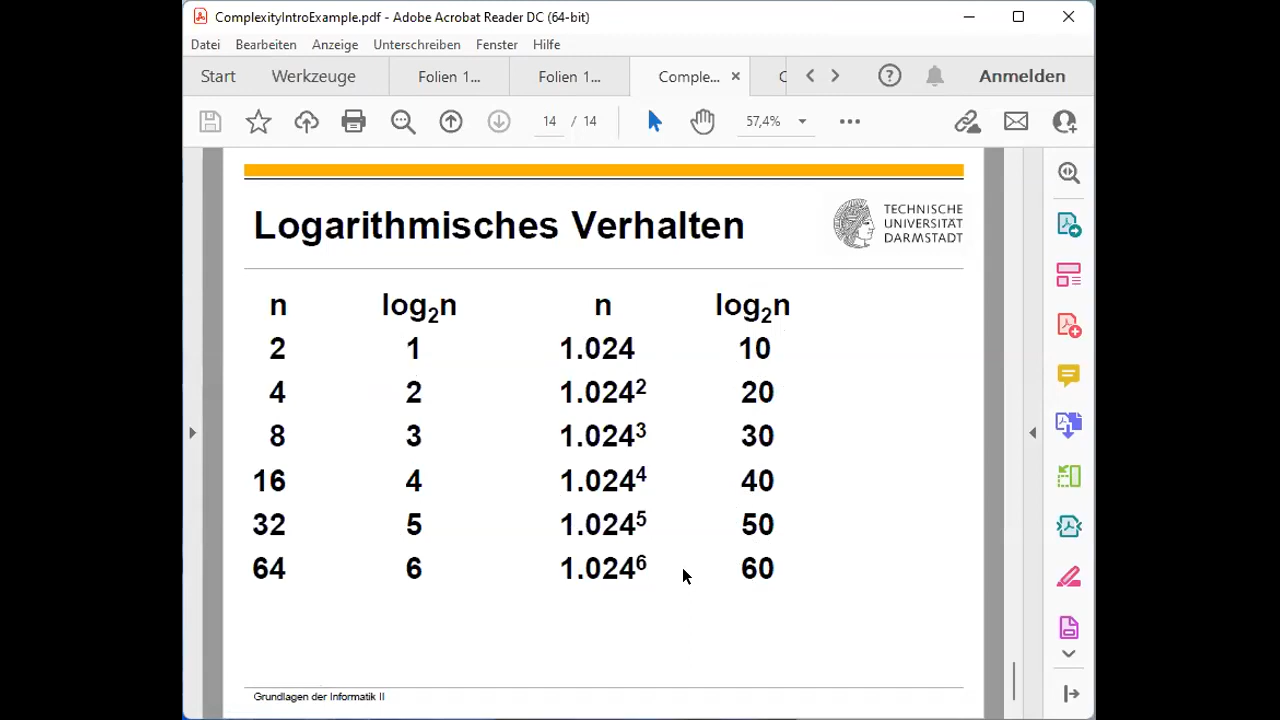 ComplexityIntroExample.pdf - Adobe Acrobat Reader DC (64-bit)
Datei Bearbeiten Anzeige Unterschreiben Fenster Hilfe
Start Werkzeuge Folien 1... Folien 1... Comple... Anmelden
14 / 14 57,4%
Logarithmisches Verhalten
TECHNISCHE
UNIVERSITÄT
DARMSTADT
n log₂n n log₂n
2 1 1.024 10
4 2 1.024² 20
8 3 1.024³ 30
16 4 1.024⁴ 40
32 5 1.024⁵ 50
64 6 1.024⁶ 60
Grundlagen der Informatik II